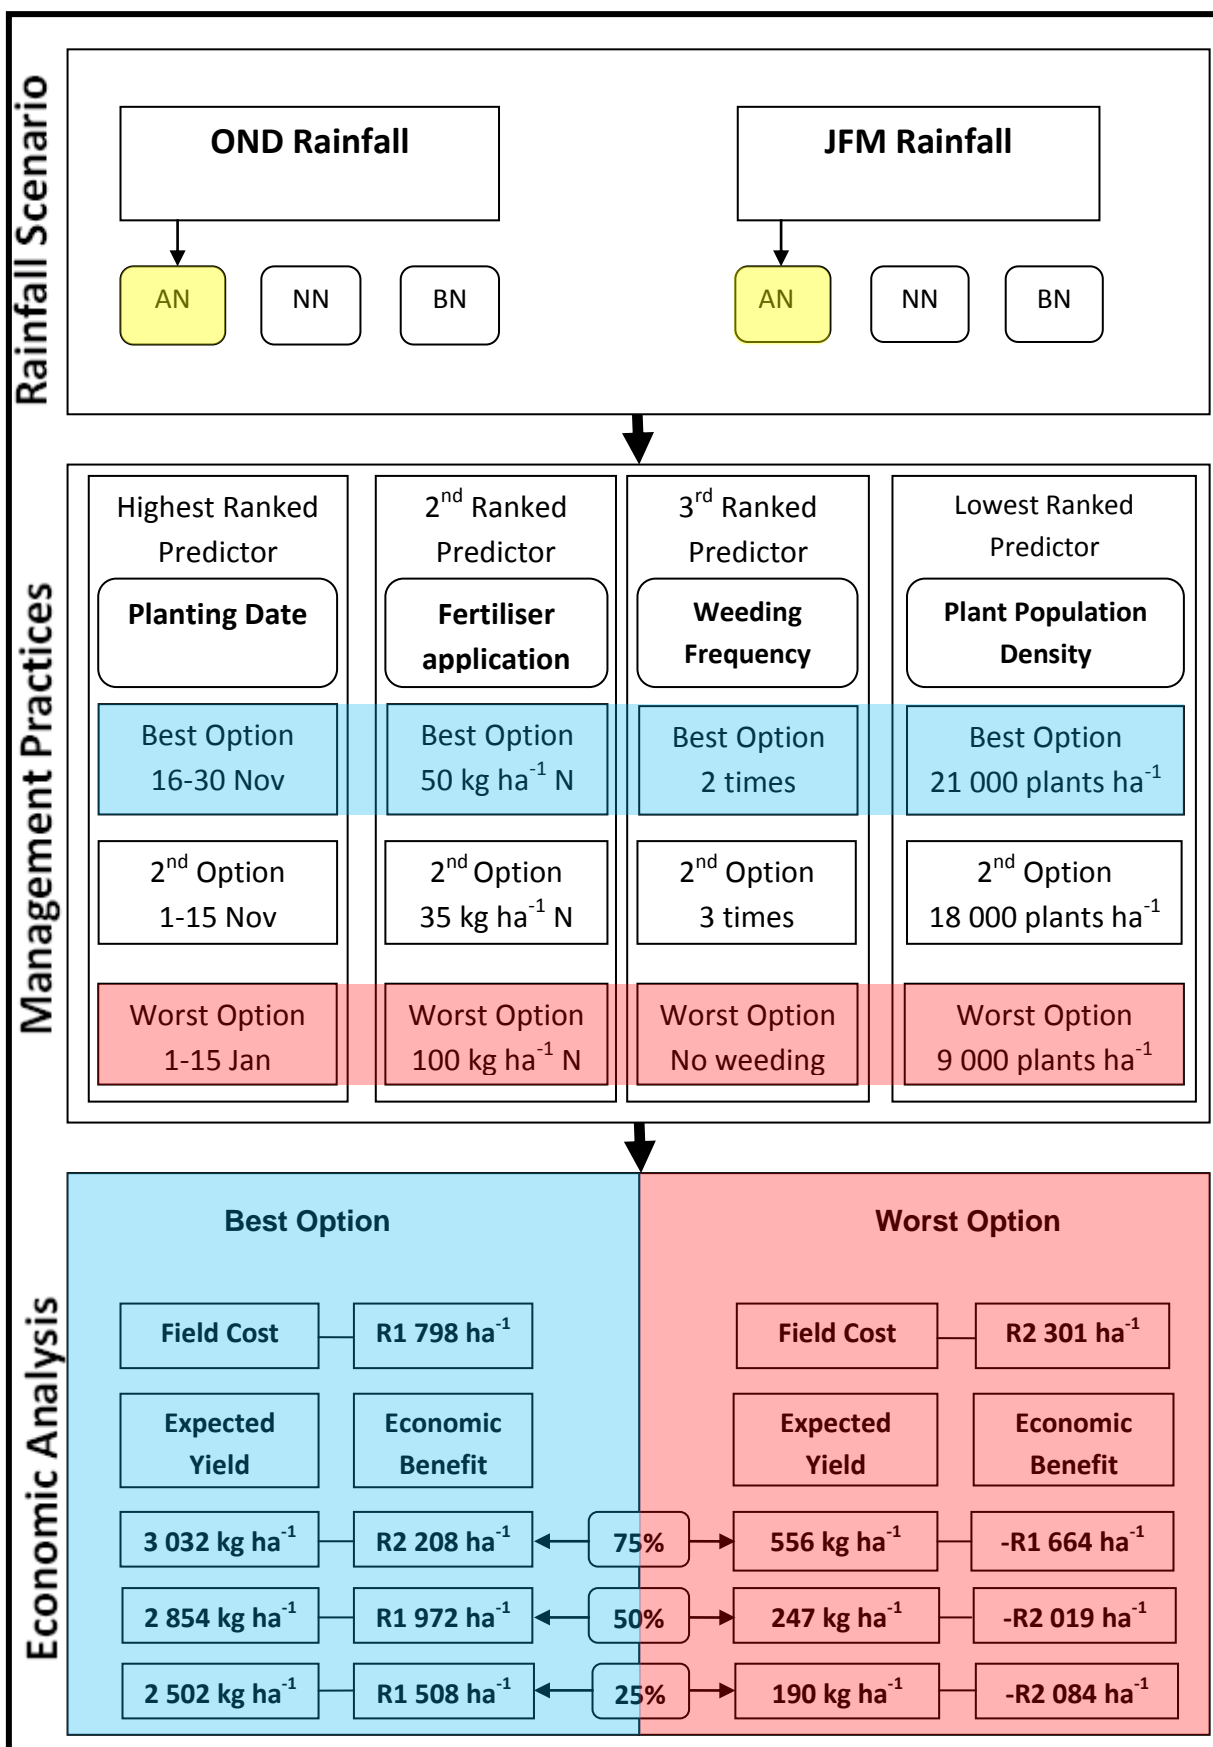 Rainfall Scenario
OND Rainfall
JFM Rainfall
AN
NN
BN
AN
NN
BN
Management Practices
Highest Ranked
Predictor
Planting Date
Best Option
16-30 Nov
2nd Option
1-15 Nov
Worst Option
1-15 Jan
2nd Ranked
Predictor
Fertiliser
application
Best Option
50 kg ha-1 N
2nd Option
35 kg ha-1 N
Worst Option
100 kg ha-1 N
3rd Ranked
Predictor
Weeding
Frequency
Best Option
2 times
2nd Option
3 times
Worst Option
No weeding
Lowest Ranked
Predictor
Plant Population
Density
Best Option
21 000 plants ha-1
2nd Option
18 000 plants ha-1
Worst Option
9 000 plants ha-1
Economic Analysis
Best Option
Worst Option
Field Cost
R1 798 ha-1
Field Cost
R2 301 ha-1
Expected
Yield
Economic
Benefit
Expected
Yield
Economic
Benefit
3 032 kg ha-1
R2 208 ha-1
75%
556 kg ha-1
-R1 664 ha-1
2 854 kg ha-1
R1 972 ha-1
50%
247 kg ha-1
-R2 019 ha-1
2 502 kg ha-1
R1 508 ha-1
25%
190 kg ha-1
-R2 084 ha-1